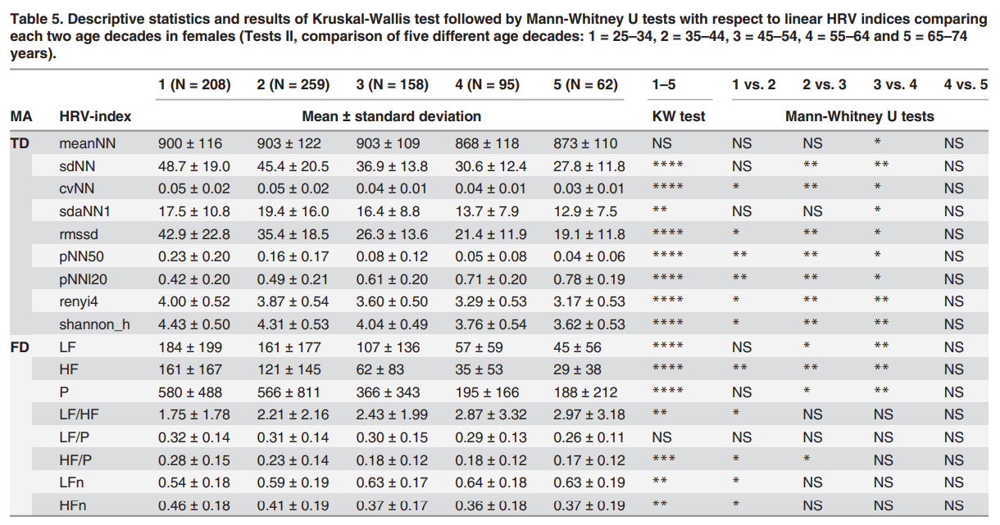 Table 5. Descriptive statistics and results of Kruskal-Wallis test followed by Mann-Whitney U tests with respect to linear HRV indices comparing
each two age decades in females (Tests II, comparison of five different age decades: 1 = 25–34, 2 = 35–44, 3 = 45–54, 4 = 55–64 and 5 = 65–74
years).
1 (N = 208) 2 (N = 259) 3 (N = 158) 4 (N = 95) 5 (N = 62) 1–5 1 vs. 2 2 vs. 3 3 vs. 4 4 vs. 5
MA HRV-index Mean ± standard deviation KW test Mann-Whitney U tests
TD meanNN 900 ± 116 903 ± 122 903 ± 109 868 ± 118 873 ± 110 NS NS NS * NS
sdNN 48.7 ± 19.0 45.4 ± 20.5 36.9 ± 13.8 30.6 ± 12.4 27.8 ± 11.8 **** NS ** ** NS
cvNN 0.05 ± 0.02 0.05 ± 0.02 0.04 ± 0.01 0.04 ± 0.01 0.03 ± 0.01 **** * ** * NS
sdaNN1 17.5 ± 10.8 19.4 ± 16.0 16.4 ± 8.8 13.7 ± 7.9 12.9 ± 7.5 ** NS NS * NS
rmssd 42.9 ± 22.8 35.4 ± 18.5 26.3 ± 13.6 21.4 ± 11.9 19.1 ± 11.8 **** * ** * NS
pNN50 0.23 ± 0.20 0.16 ± 0.17 0.08 ± 0.12 0.05 ± 0.08 0.04 ± 0.06 **** ** ** * NS
pNNl20 0.42 ± 0.20 0.49 ± 0.21 0.61 ± 0.20 0.71 ± 0.20 0.78 ± 0.19 **** ** ** * NS
renyi4 4.00 ± 0.52 3.87 ± 0.54 3.60 ± 0.50 3.29 ± 0.53 3.17 ± 0.53 **** * ** ** NS
shannon_h 4.43 ± 0.50 4.31 ± 0.53 4.04 ± 0.49 3.76 ± 0.54 3.62 ± 0.53 **** * ** ** NS
FD LF 184 ± 199 161 ± 177 107 ± 136 57 ± 59 45 ± 56 **** NS * ** NS
HF 161 ± 167 121 ± 145 62 ± 83 35 ± 53 29 ± 38 **** ** ** ** NS
P 580 ± 488 566 ± 811 366 ± 343 195 ± 166 188 ± 212 **** NS * ** NS
LF/HF 1.75 ± 1.78 2.21 ± 2.16 2.43 ± 1.99 2.87 ± 3.32 2.97 ± 3.18 ** * NS NS NS
LF/P 0.32 ± 0.14 0.31 ± 0.14 0.30 ± 0.15 0.29 ± 0.13 0.26 ± 0.11 NS NS NS NS NS
HF/P 0.28 ± 0.15 0.23 ± 0.14 0.18 ± 0.12 0.18 ± 0.12 0.17 ± 0.12 *** * * NS NS
LFn 0.54 ± 0.18 0.59 ± 0.19 0.63 ± 0.17 0.64 ± 0.18 0.63 ± 0.19 ** * NS NS NS
HFn 0.46 ± 0.18 0.41 ± 0.19 0.37 ± 0.17 0.36 ± 0.18 0.37 ± 0.19 ** * NS NS NS